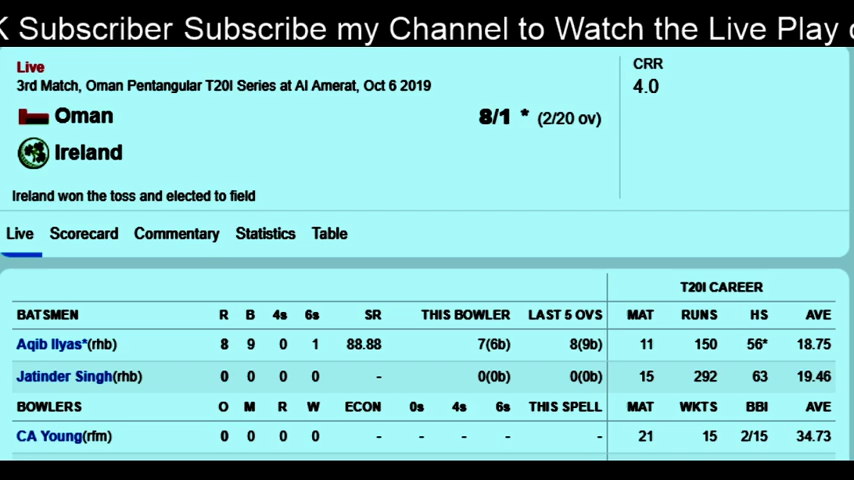 K Subscriber Subscribe my Channel to Watch the Live Play
Live
3rd Match, Oman Pentangular T20I Series at Al Amerat, Oct 6 2019
CRR
4.0
Oman 8/1 * (2/20 ov)
Ireland
Ireland won the toss and elected to field
Live Scorecard Commentary Statistics Table
T20I CAREER
BATSMEN R B 4s 6s SR THIS BOWLER LAST 5 OVS MAT RUNS HS AVE
Aqib Ilyas*(rhb) 8 9 0 1 88.88 7(6b) 8(9b) 11 150 56* 18.75
Jatinder Singh(rhb) 0 0 0 0 - 0(0b) 0(0b) 15 292 63 19.46
BOWLERS O M R W ECON 0s 4s 6s THIS SPELL MAT WKTS BBI AVE
CA Young(rfm) 0 0 0 0 - - - - - 21 15 2/15 34.73